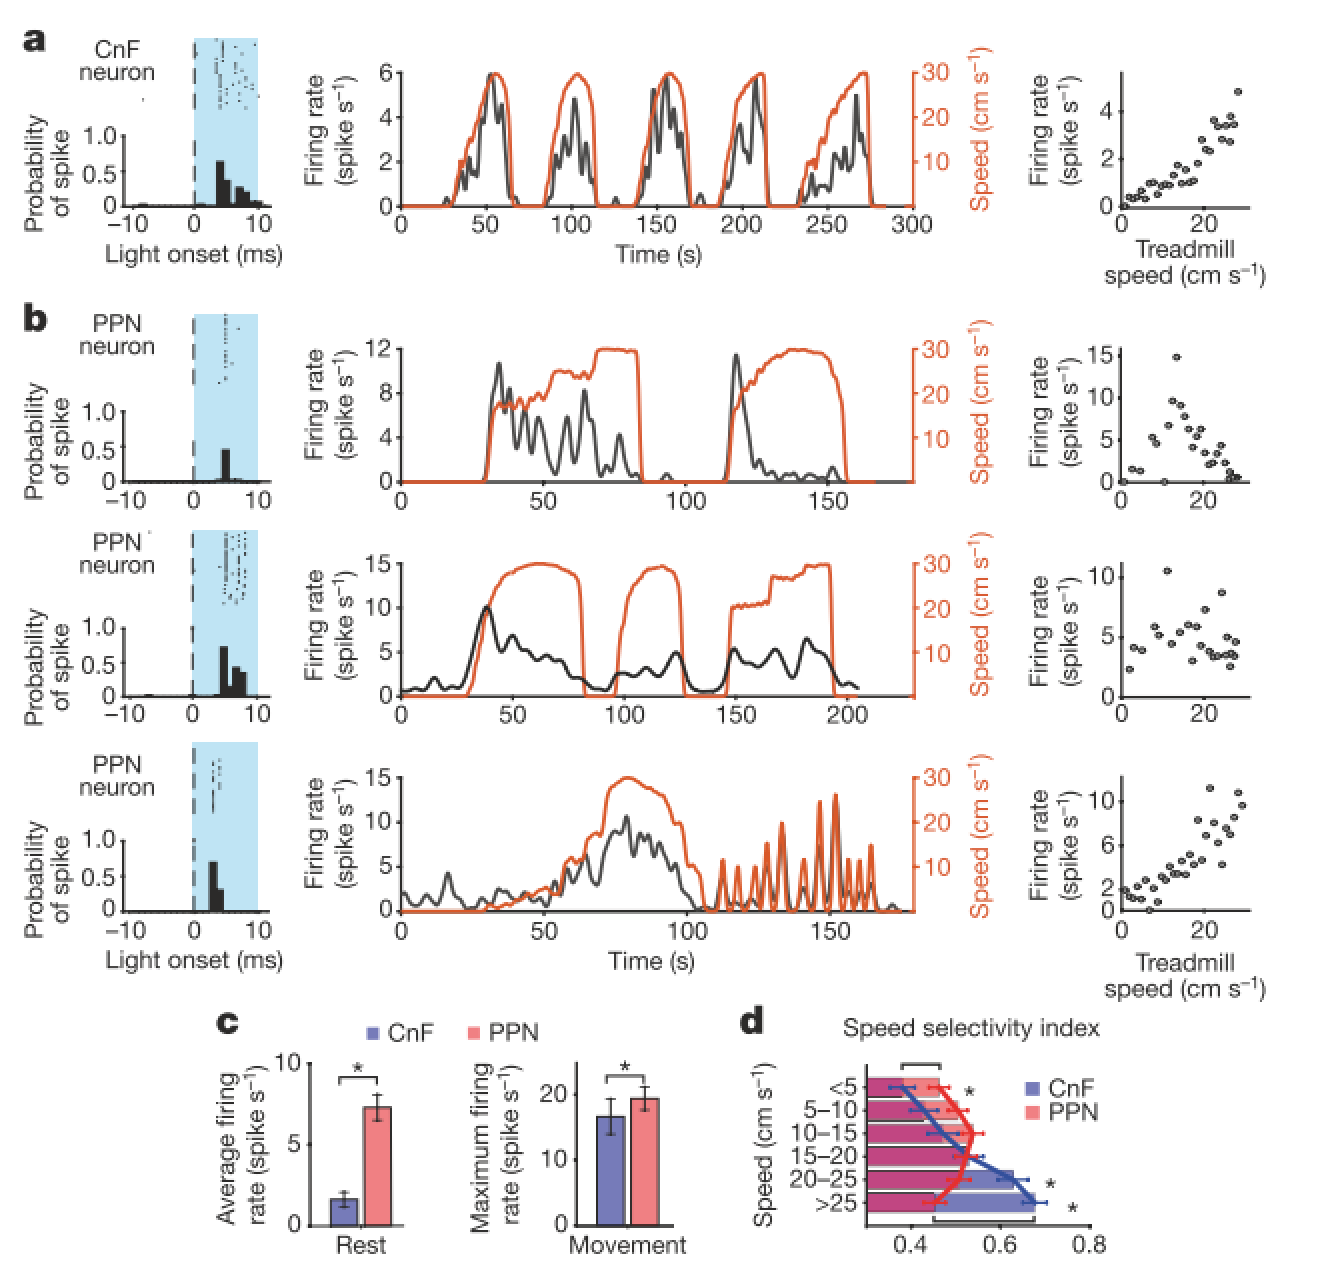 a
CnF
neuron
Probability
of spike
1.0
0.5
0
−10 0 10
Light onset (ms)
Firing rate
(spike s−1)
6
4
2
0
0 50 100 150 200 250 300
Time (s)
30
20
10
Speed (cm s−1)
Firing rate
(spike s−1)
4
2
0
0 20
Treadmill
speed (cm s−1)
b
PPN
neuron
Probability
of spike
1.0
0.5
0
−10 0 10
Firing rate
(spike s−1)
12
8
4
0
0 50 100 150
30
20
10
Speed (cm s−1)
Firing rate
(spike s−1)
15
10
5
0
0 20
PPN
neuron
Probability
of spike
1.0
0.5
0
−10 0 10
Firing rate
(spike s−1)
15
10
5
0
0 50 100 150 200
30
20
10
Speed (cm s−1)
Firing rate
(spike s−1)
10
5
0
0 20
PPN
neuron
Probability
of spike
1.0
0.5
0
−10 0 10
Light onset (ms)
Firing rate
(spike s−1)
15
10
5
0
0 50 100 150
Time (s)
30
20
10
Speed (cm s−1)
Firing rate
(spike s−1)
10
6
2
0
0 20
Treadmill
speed (cm s−1)
c
CnF PPN
Average firing
rate (spike s−1)
10
5
0
*
Rest
Maximum firing
rate (spike s−1)
20
10
0
*
Movement
d
Speed selectivity index
Speed (cm s−1)
<5
5–10
10–15
15–20
20–25
>25
*
*
*
CnF
PPN
0.4 0.6 0.8